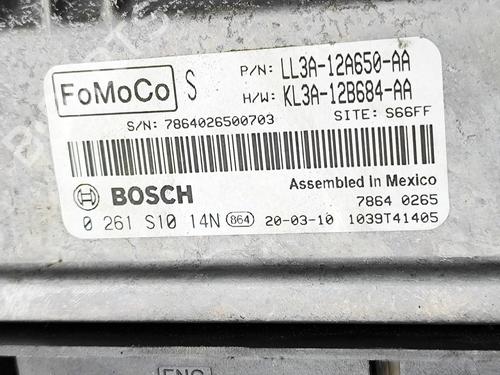 FoMoCo S P/N: LL3A-12A650-AA
H/W: KL3A-12B684-AA
S/N: 7864026500703 SITE: S66FF
BOSCH Assembled In Mexico
7864 0265
0 261 S10 14N 864 20-03-10 1039T41405
ENG